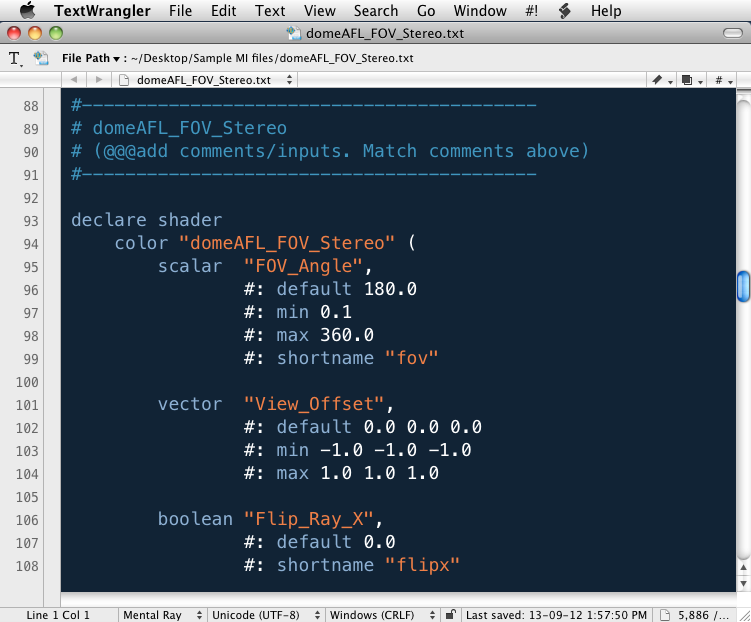 TextWrangler File Edit Text View Search Go Window #! Help
domeAFL_FOV_Stereo.txt
File Path ▾ : ~/Desktop/Sample MI files/domeAFL_FOV_Stereo.txt
domeAFL_FOV_Stereo.txt #
88 #------------------------------------------
89 # domeAFL_FOV_Stereo
90 # (@@@add comments/inputs. Match comments above)
91 #------------------------------------------
92
93 declare shader
94 color "domeAFL_FOV_Stereo" (
95 scalar "FOV_Angle",
96 #: default 180.0
97 #: min 0.1
98 #: max 360.0
99 #: shortname "fov"
100
101 vector "View_Offset",
102 #: default 0.0 0.0 0.0
103 #: min -1.0 -1.0 -1.0
104 #: max 1.0 1.0 1.0
105
106 boolean "Flip_Ray_X",
107 #: default 0.0
108 #: shortname "flipx"
Line 1 Col 1 Mental Ray Unicode (UTF-8) Windows (CRLF) Last saved: 13-09-12 1:57:50 PM 5,886 /...